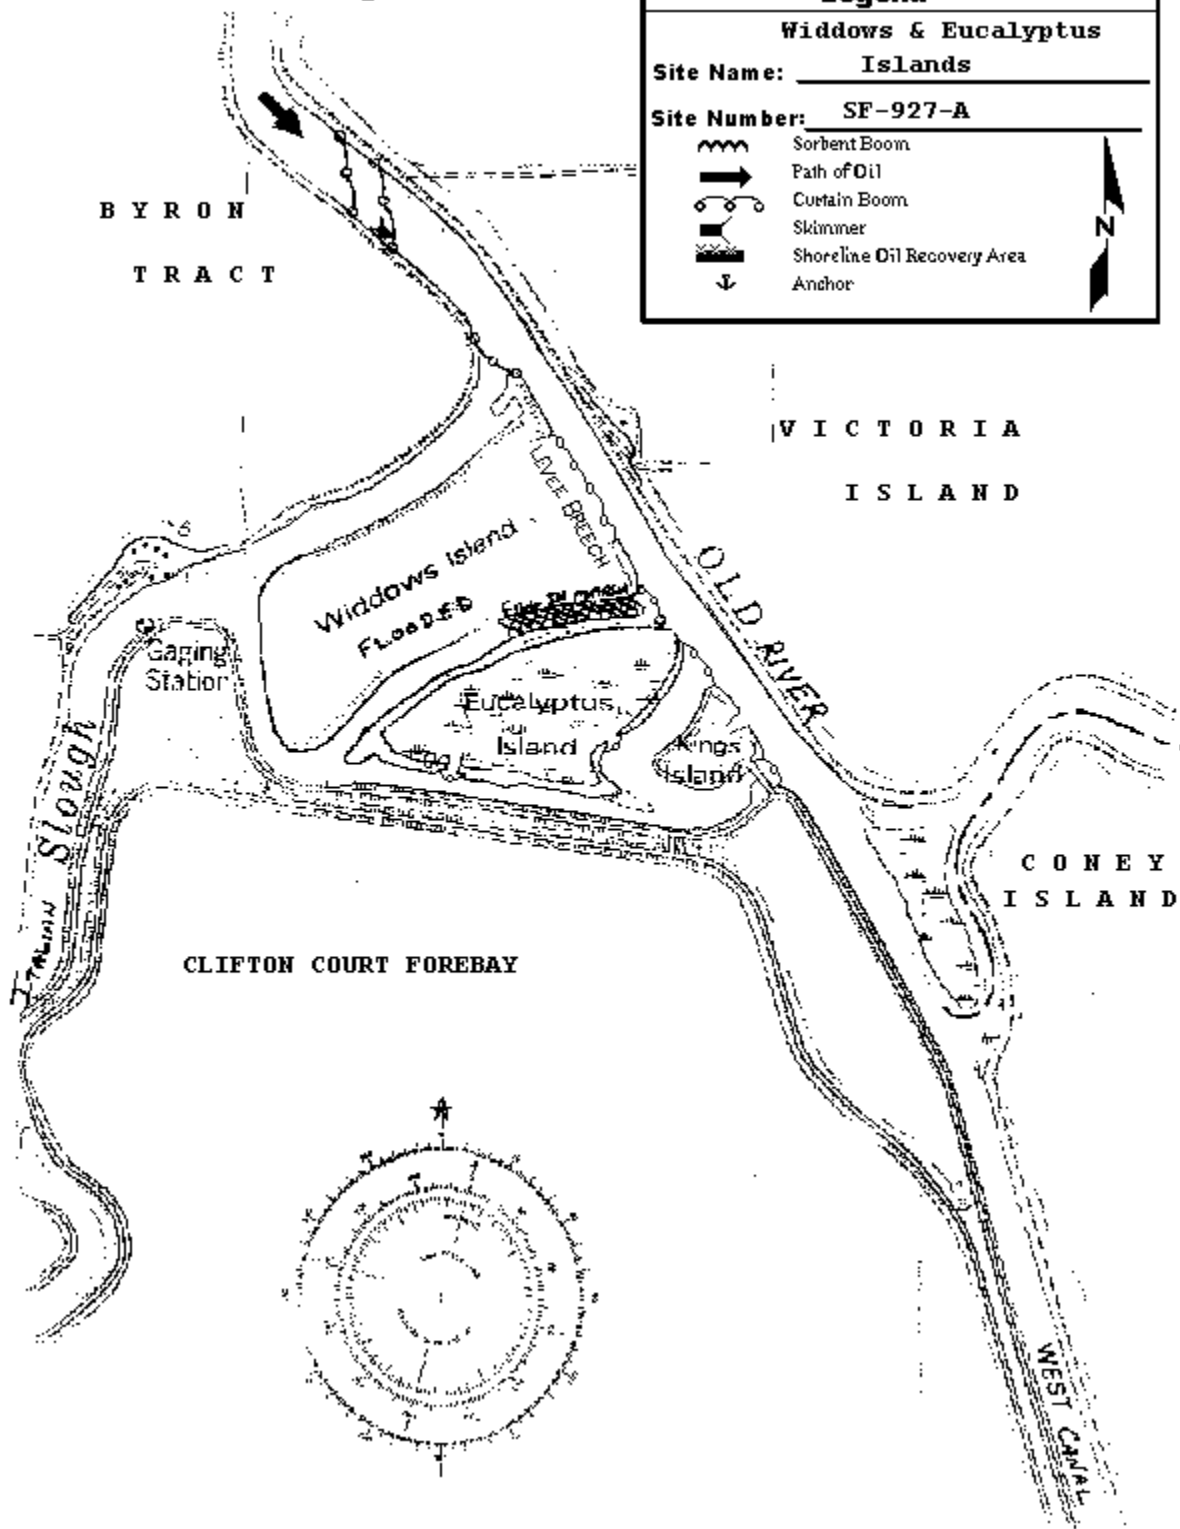 Legend
Widdows & Eucalyptus
Site Name: Islands
Site Number: SF-927-A
Sorbent Boom
Path of Oil
Curtain Boom
Skimmer
Shoreline Oil Recovery Area
Anchor
N
BYRON
TRACT
VICTORIA
ISLAND
LEVEE BREECH
OLD RIVER
Widdows Island
FLOODED
Gaging
Station
Eucalyptus
Island
Kings
Island
ITALIAN Slough
CONEY
ISLAND
CLIFTON COURT FOREBAY
WEST CANAL